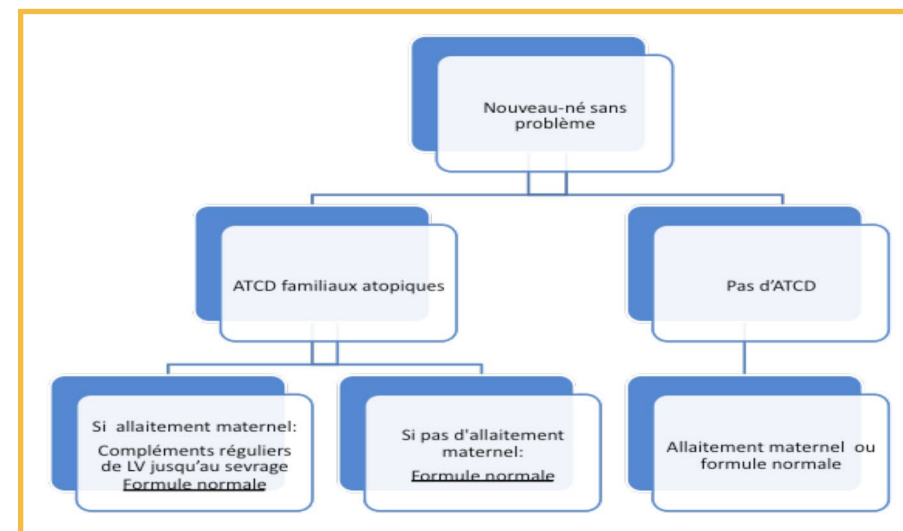 Nouveau-né sans
problème
ATCD familiaux atopiques
Pas d'ATCD
Si allaitement maternel:
Compléments réguliers
de LV jusqu'au sevrage
Formule normale
Si pas d'allaitement
maternel:
Formule normale
Allaitement maternel ou
formule normale